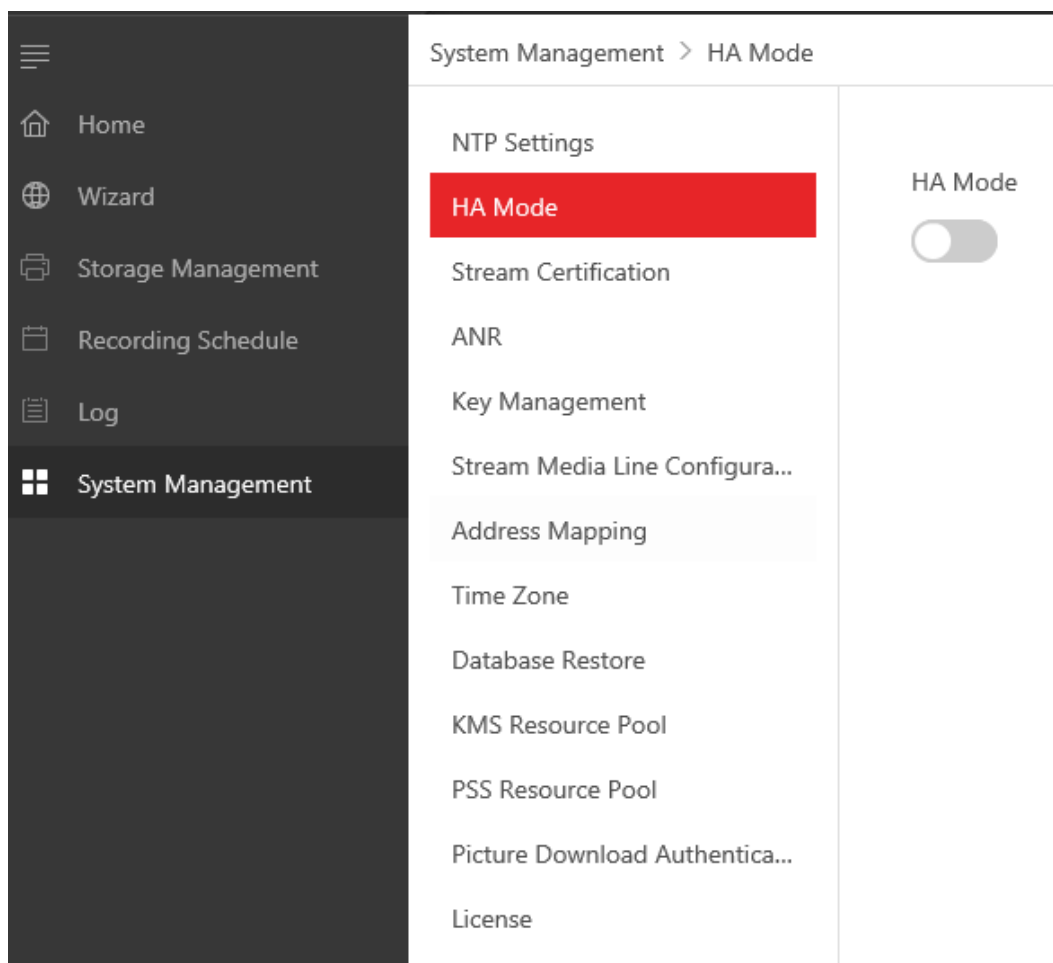 System Management > HA Mode
Home
Wizard
Storage Management
Recording Schedule
Log
System Management
NTP Settings
HA Mode
Stream Certification
ANR
Key Management
Stream Media Line Configura...
Address Mapping
Time Zone
Database Restore
KMS Resource Pool
PSS Resource Pool
Picture Download Authentica...
License
HA Mode